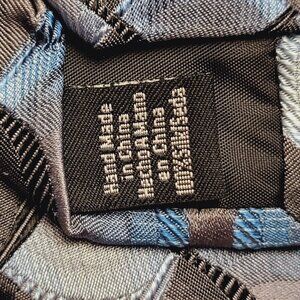 Hand Made
in China
Hecho A Mano
en China
100% Silk/Seda